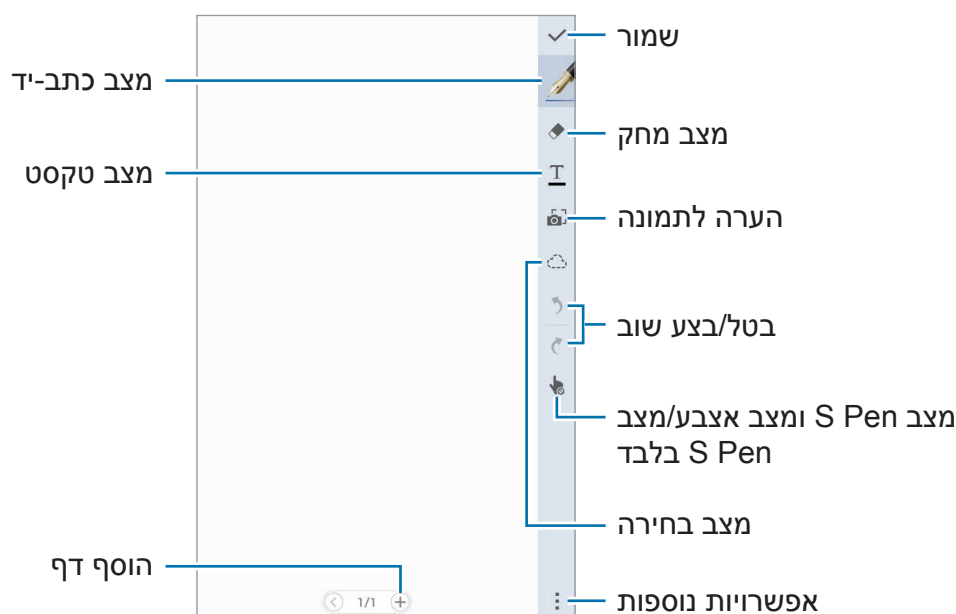 שמור
מצב כתב-יד
מצב מחק
מצב טקסט
T
הערה לתמונה
בטל/בצע שוב
מצב S Pen ומצב אצבע/מצב
S Pen בלבד
מצב בחירה
הוסף דף
1/1
אפשרויות נוספות